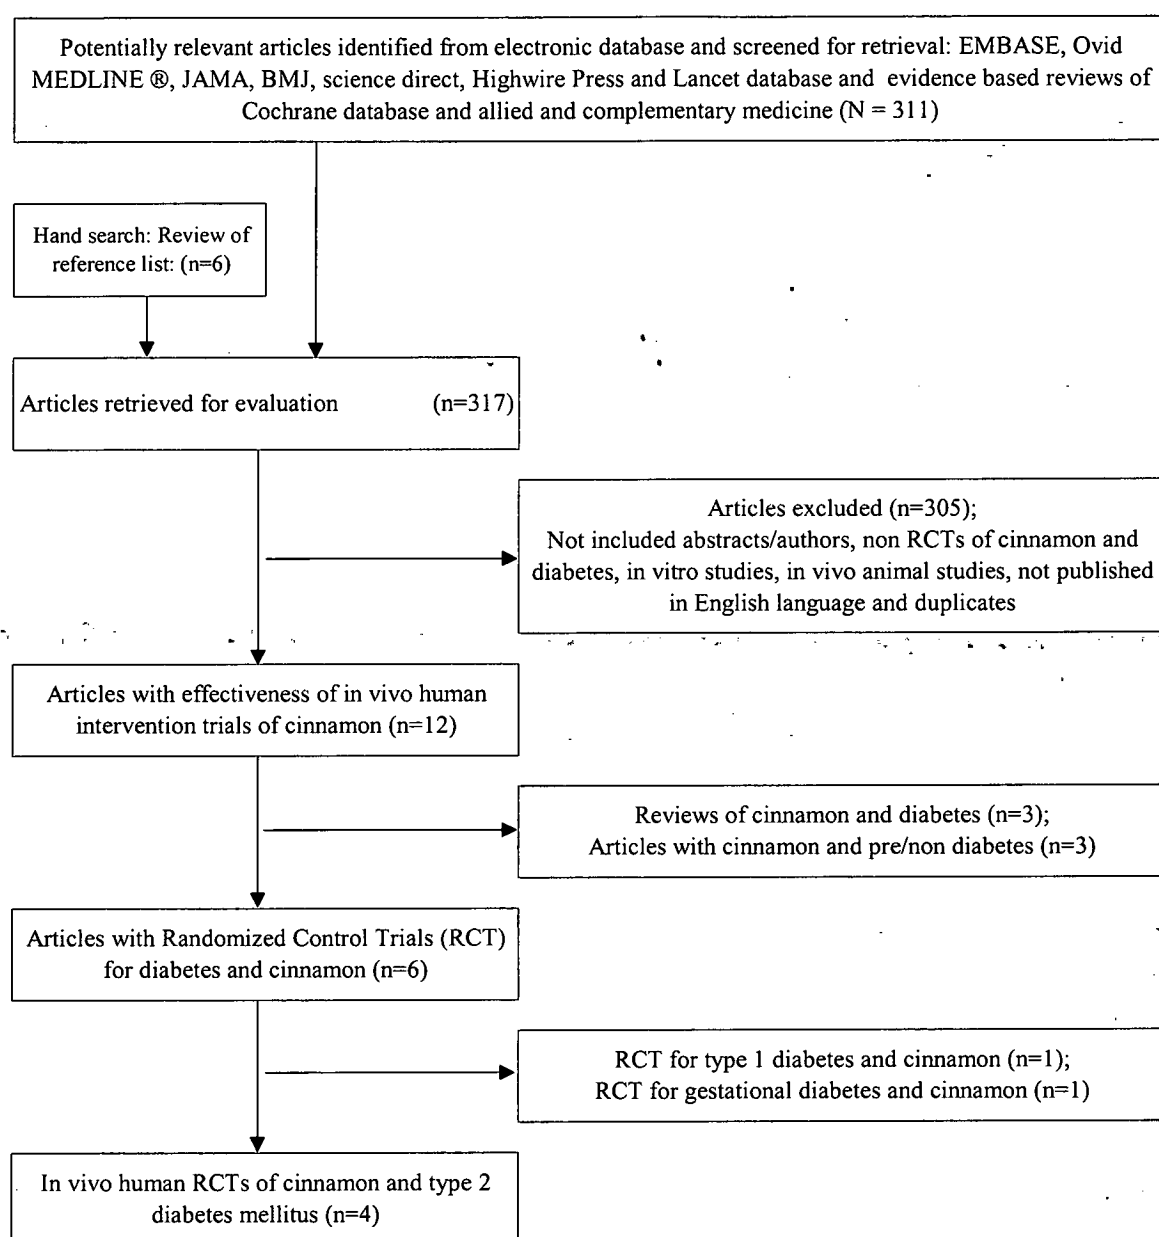 Potentially relevant articles identified from electronic database and screened for retrieval: EMBASE, Ovid
MEDLINE ®, JAMA, BMJ, science direct, Highwire Press and Lancet database and evidence based reviews of
Cochrane database and allied and complementary medicine (N = 311)
Hand search: Review of
reference list: (n=6)
Articles retrieved for evaluation (n=317)
Articles excluded (n=305);
Not included abstracts/authors, non RCTs of cinnamon and
diabetes, in vitro studies, in vivo animal studies, not published
in English language and duplicates
Articles with effectiveness of in vivo human
intervention trials of cinnamon (n=12)
Reviews of cinnamon and diabetes (n=3);
Articles with cinnamon and pre/non diabetes (n=3)
Articles with Randomized Control Trials (RCT)
for diabetes and cinnamon (n=6)
RCT for type 1 diabetes and cinnamon (n=1);
RCT for gestational diabetes and cinnamon (n=1)
In vivo human RCTs of cinnamon and type 2
diabetes mellitus (n=4)